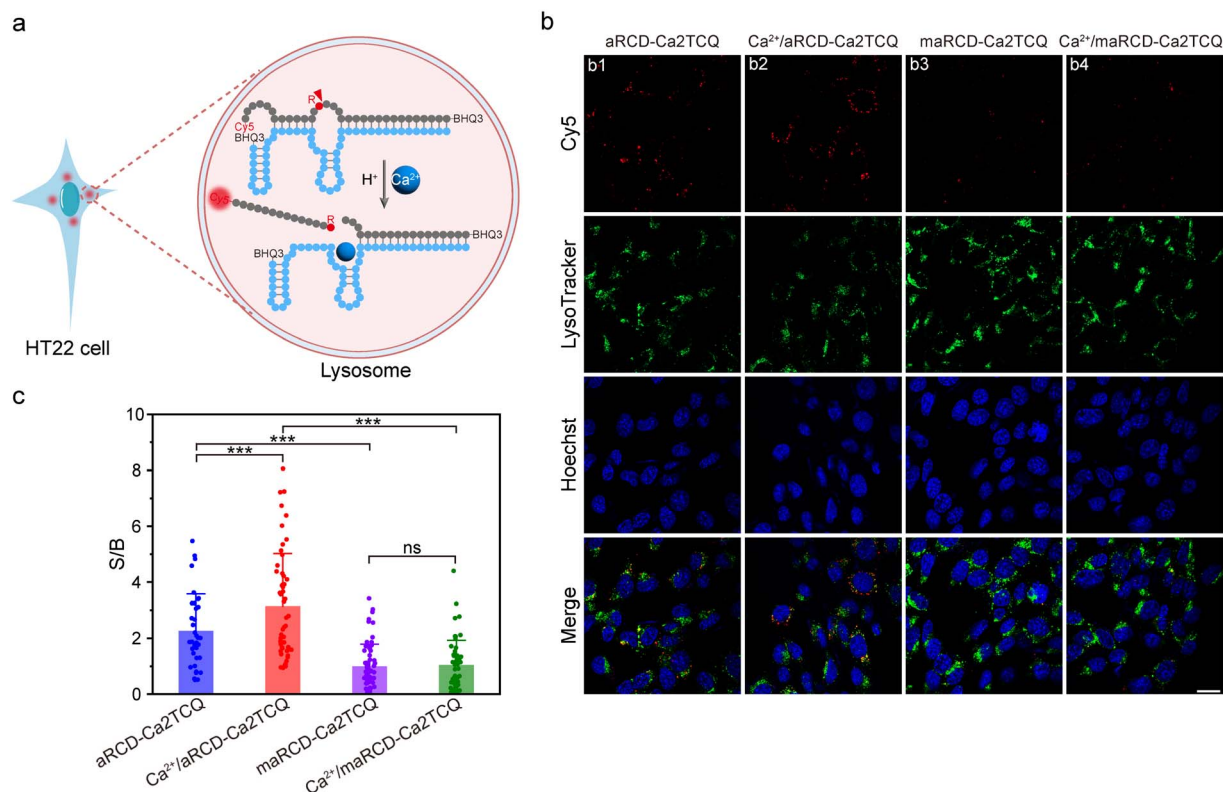 a
R
Cy5
BHQ3
BHQ3
H⁺
Ca²⁺
Cy5
R
BHQ3
BHQ3
HT22 cell
Lysosome
b
aRCD-Ca2TCQ
Ca²⁺/aRCD-Ca2TCQ
maRCD-Ca2TCQ
Ca²⁺/maRCD-Ca2TCQ
b1
b2
b3
b4
Cy5
LysoTracker
Hoechst
Merge
c
10
8
6
4
2
0
S/B
***
***
***
ns
aRCD-Ca2TCQ
Ca²⁺/aRCD-Ca2TCQ
maRCD-Ca2TCQ
Ca²⁺/maRCD-Ca2TCQ